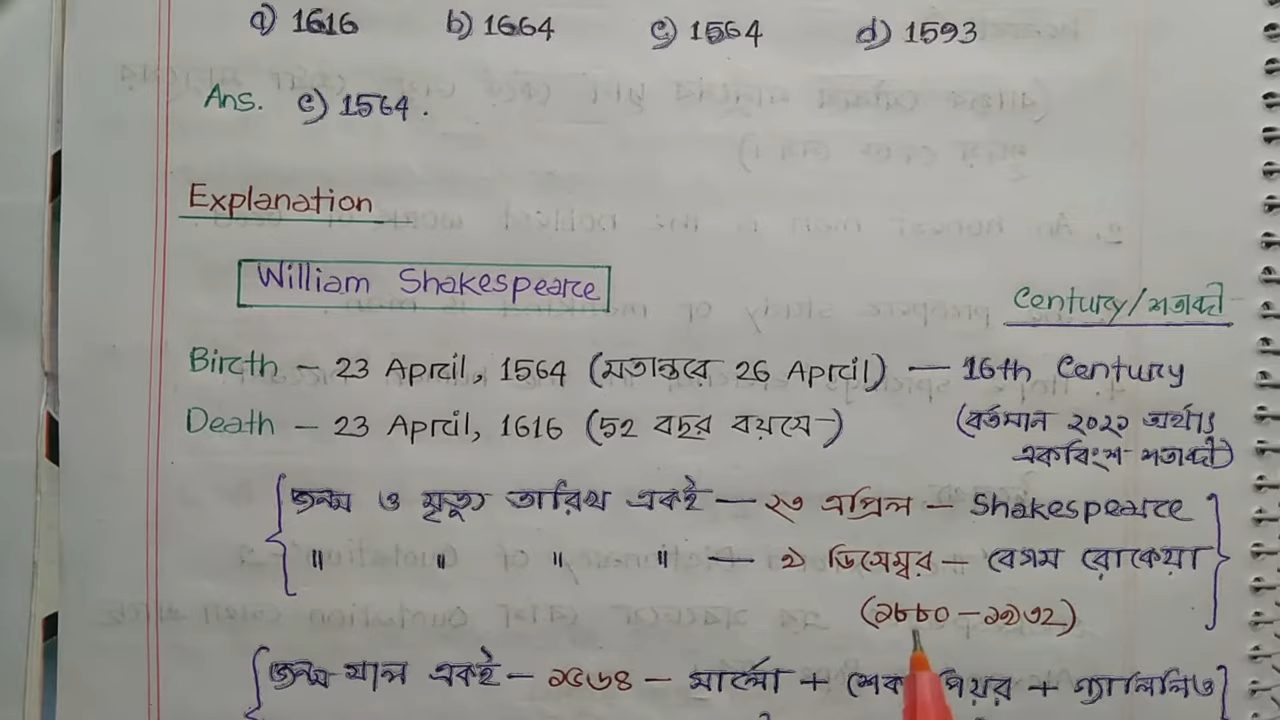 a) 1616 b) 1664 c) 1564 d) 1593
Ans. c) 1564.
Explanation
William Shakespeare
Century/শতাব্দী
Birth – 23 April, 1564 (মতান্তরে 26 April) — 16th Century
Death – 23 April, 1616 (৫২ বছর বয়সে) (বর্তমান ২০২১ অর্থাৎ
একবিংশ শতাব্দী)
জন্ম ও মৃত্যু তারিখ একই — ২৩ এপ্রিল – Shakespeare
" " " " — ৯ ডিসেম্বর – বেগম রোকেয়া
(১৮৮০ – ১৯৩২)
জন্ম সাল একই – ১৫৬৪ – মার্লো + গ্যালিলিও